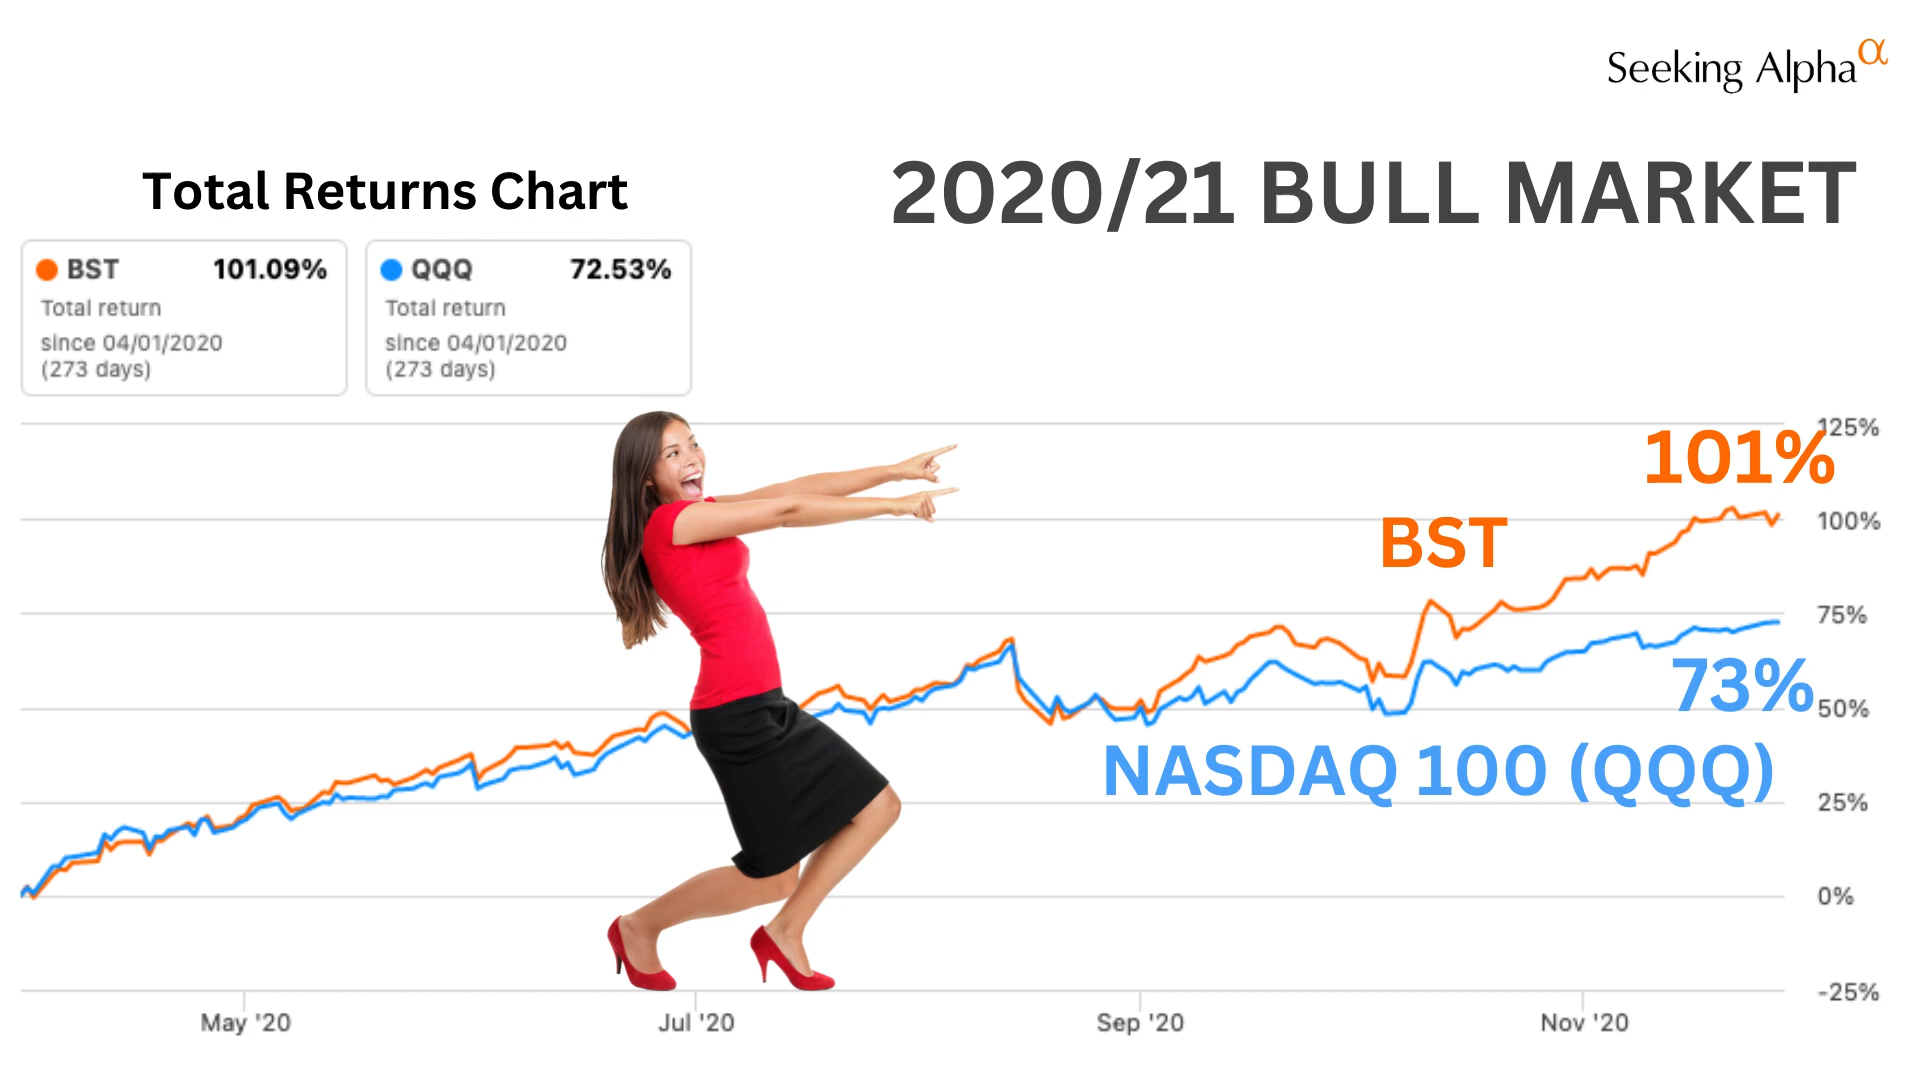 Seeking Alpha α
Total Returns Chart
2020/21 BULL MARKET
BST 101.09%
Total return
since 04/01/2020
(273 days)
QQQ 72.53%
Total return
since 04/01/2020
(273 days)
125%
101%
BST
100%
75%
73%
50%
NASDAQ 100 (QQQ)
25%
0%
-25%
May '20
Jul '20
Sep '20
Nov '20